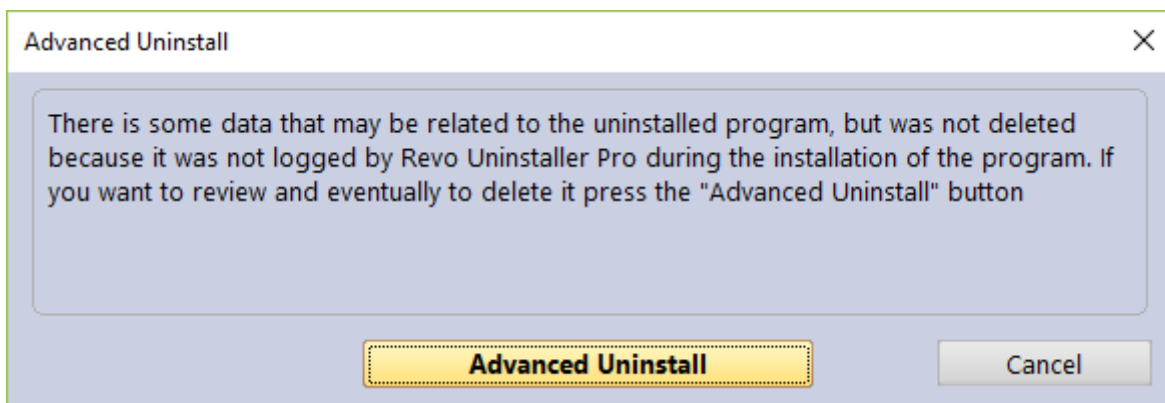 Advanced Uninstall
There is some data that may be related to the uninstalled program, but was not deleted
because it was not logged by Revo Uninstaller Pro during the installation of the program. If
you want to review and eventually to delete it press the "Advanced Uninstall" button
Advanced Uninstall
Cancel